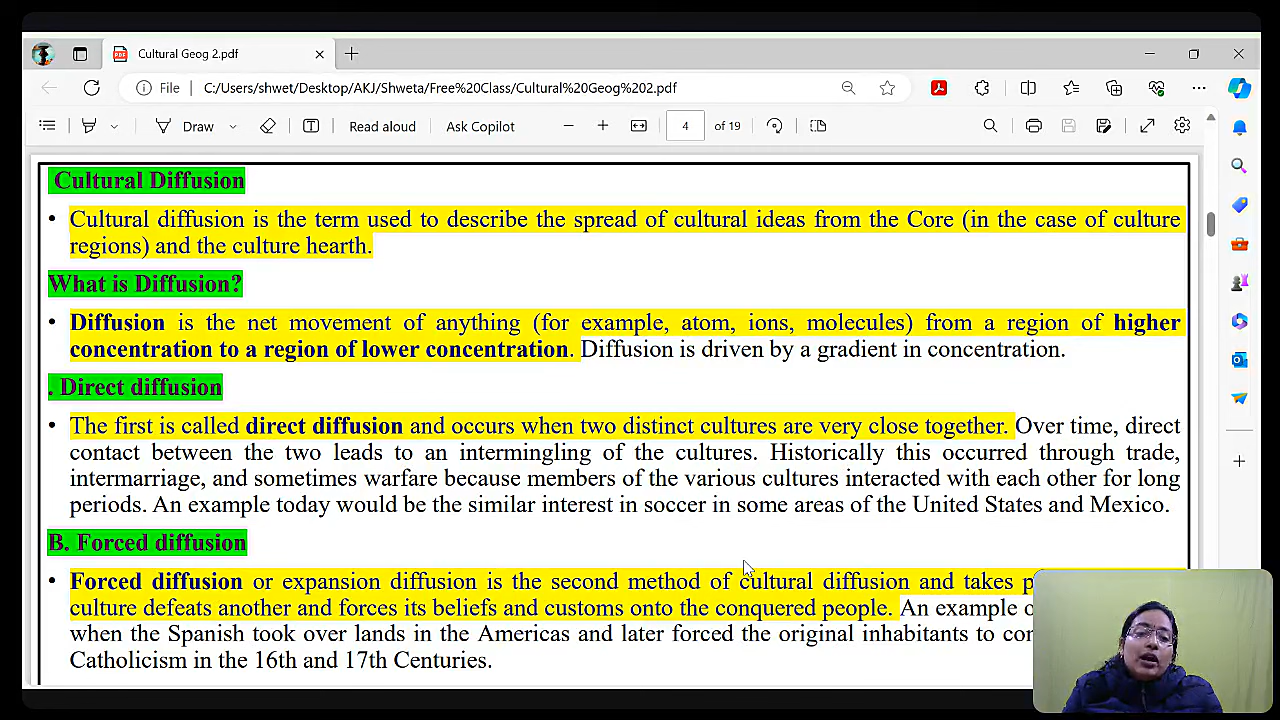 Cultural Geog 2.pdf
File C:/Users/shwet/Desktop/AKJ/Shweta/Free%20Class/Cultural%20Geog%202.pdf
Draw Read aloud Ask Copilot 4 of 19
Cultural Diffusion
• Cultural diffusion is the term used to describe the spread of cultural ideas from the Core (in the case of culture
regions) and the culture hearth.
What is Diffusion?
• Diffusion is the net movement of anything (for example, atom, ions, molecules) from a region of higher
concentration to a region of lower concentration. Diffusion is driven by a gradient in concentration.
. Direct diffusion
• The first is called direct diffusion and occurs when two distinct cultures are very close together. Over time, direct
contact between the two leads to an intermingling of the cultures. Historically this occurred through trade,
intermarriage, and sometimes warfare because members of the various cultures interacted with each other for long
periods. An example today would be the similar interest in soccer in some areas of the United States and Mexico.
B. Forced diffusion
• Forced diffusion or expansion diffusion is the second method of cultural diffusion and takes
culture defeats another and forces its beliefs and customs onto the conquered people. An example
when the Spanish took over lands in the Americas and later forced the original inhabitants to
Catholicism in the 16th and 17th Centuries.